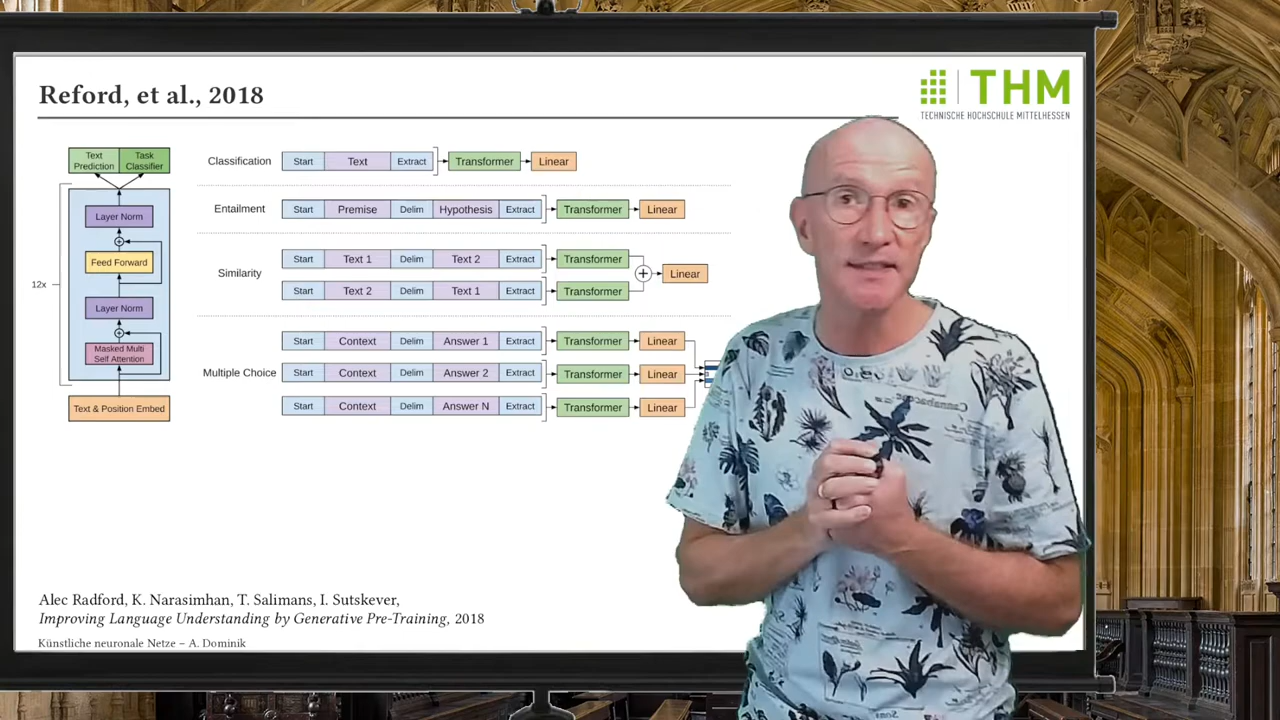 Reford, et al., 2018
THM
TECHNISCHE HOCHSCHULE MITTELHESSEN
Text Prediction
Task Classifier
Layer Norm
Feed Forward
12x
Layer Norm
Masked Multi Self Attention
Text & Position Embed
Classification Start Text Extract Transformer Linear
Entailment Start Premise Delim Hypothesis Extract Transformer Linear
Start Text 1 Delim Text 2 Extract Transformer
Similarity + Linear
Start Text 2 Delim Text 1 Extract Transformer
Start Context Delim Answer 1 Extract Transformer Linear
Multiple Choice Start Context Delim Answer 2 Extract Transformer Linear
Start Context Delim Answer N Extract Transformer Linear
Alec Radford, K. Narasimhan, T. Salimans, I. Sutskever,
Improving Language Understanding by Generative Pre-Training, 2018
Künstliche neuronale Netze – A. Dominik